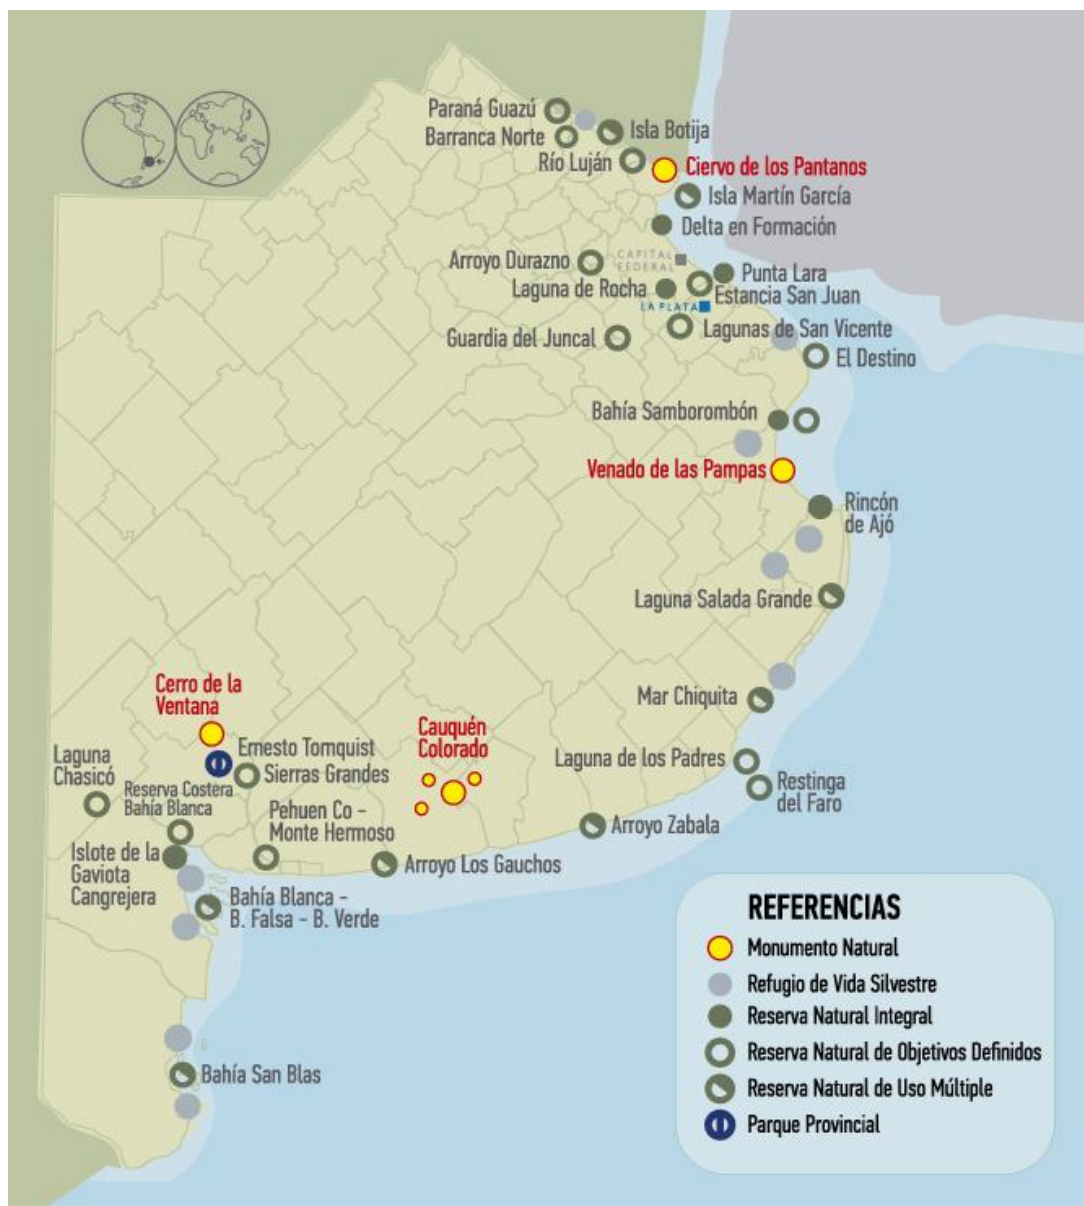 Paraná Guazú
Barranca Norte
Isla Botija
Río Luján
Ciervo de los Pantanos
Isla Martín García
Delta en Formación
Arroyo Durazno
CAPITAL
FEDERAL
Punta Lara
Laguna de Rocha
Estancia San Juan
LA PLATA
Lagunas de San Vicente
Guardia del Juncal
El Destino
Bahía Samborombón
Venado de las Pampas
Rincón
de Ajó
Laguna Salada Grande
Cerro de la
Ventana
Mar Chiquita
Cauquén
Colorado
Ernesto Tornquist
Laguna
Chasicó
Sierras Grandes
Laguna de los Padres
Restinga
del Faro
Reserva Costera
Bahía Blanca
Pehuen Co -
Monte Hermoso
Arroyo Zabala
Islote de la
Gaviota
Cangrejera
Arroyo Los Gauchos
Bahía Blanca -
B. Falsa - B. Verde
Bahía San Blas
REFERENCIAS
Monumento Natural
Refugio de Vida Silvestre
Reserva Natural Integral
Reserva Natural de Objetivos Definidos
Reserva Natural de Uso Múltiple
Parque Provincial